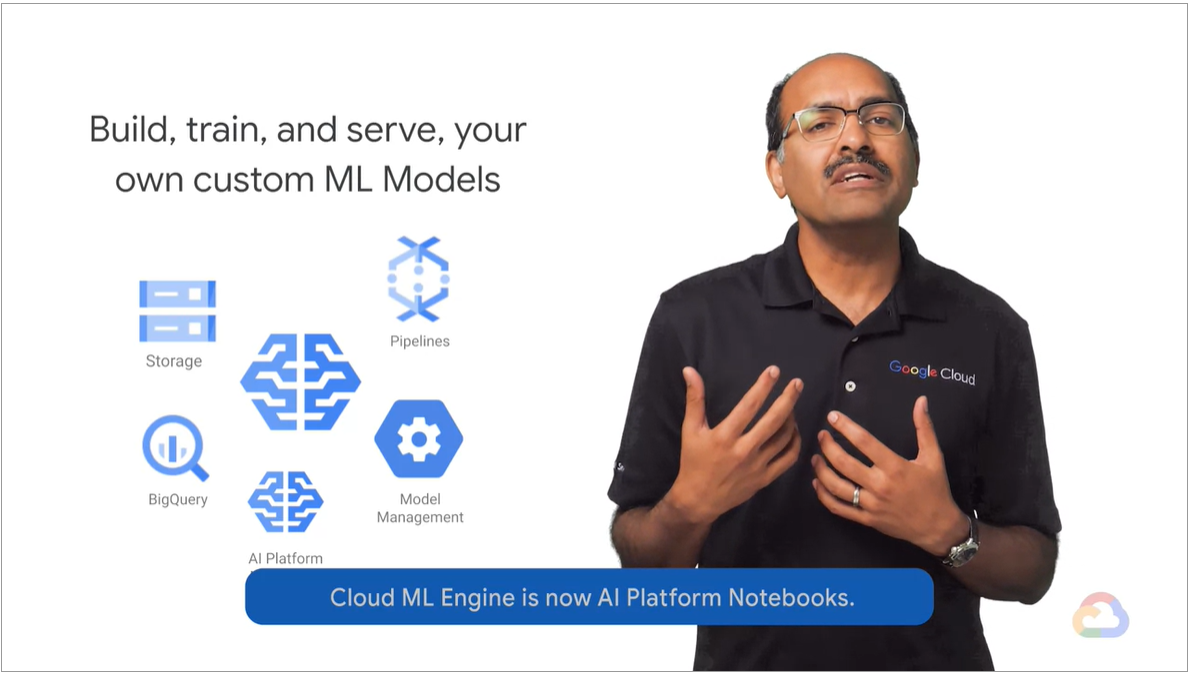 Build, train, and serve, your
own custom ML Models
Pipelines
Storage
BigQuery
Model
Management
AI Platform
Cloud ML Engine is now AI Platform Notebooks.
Google Cloud